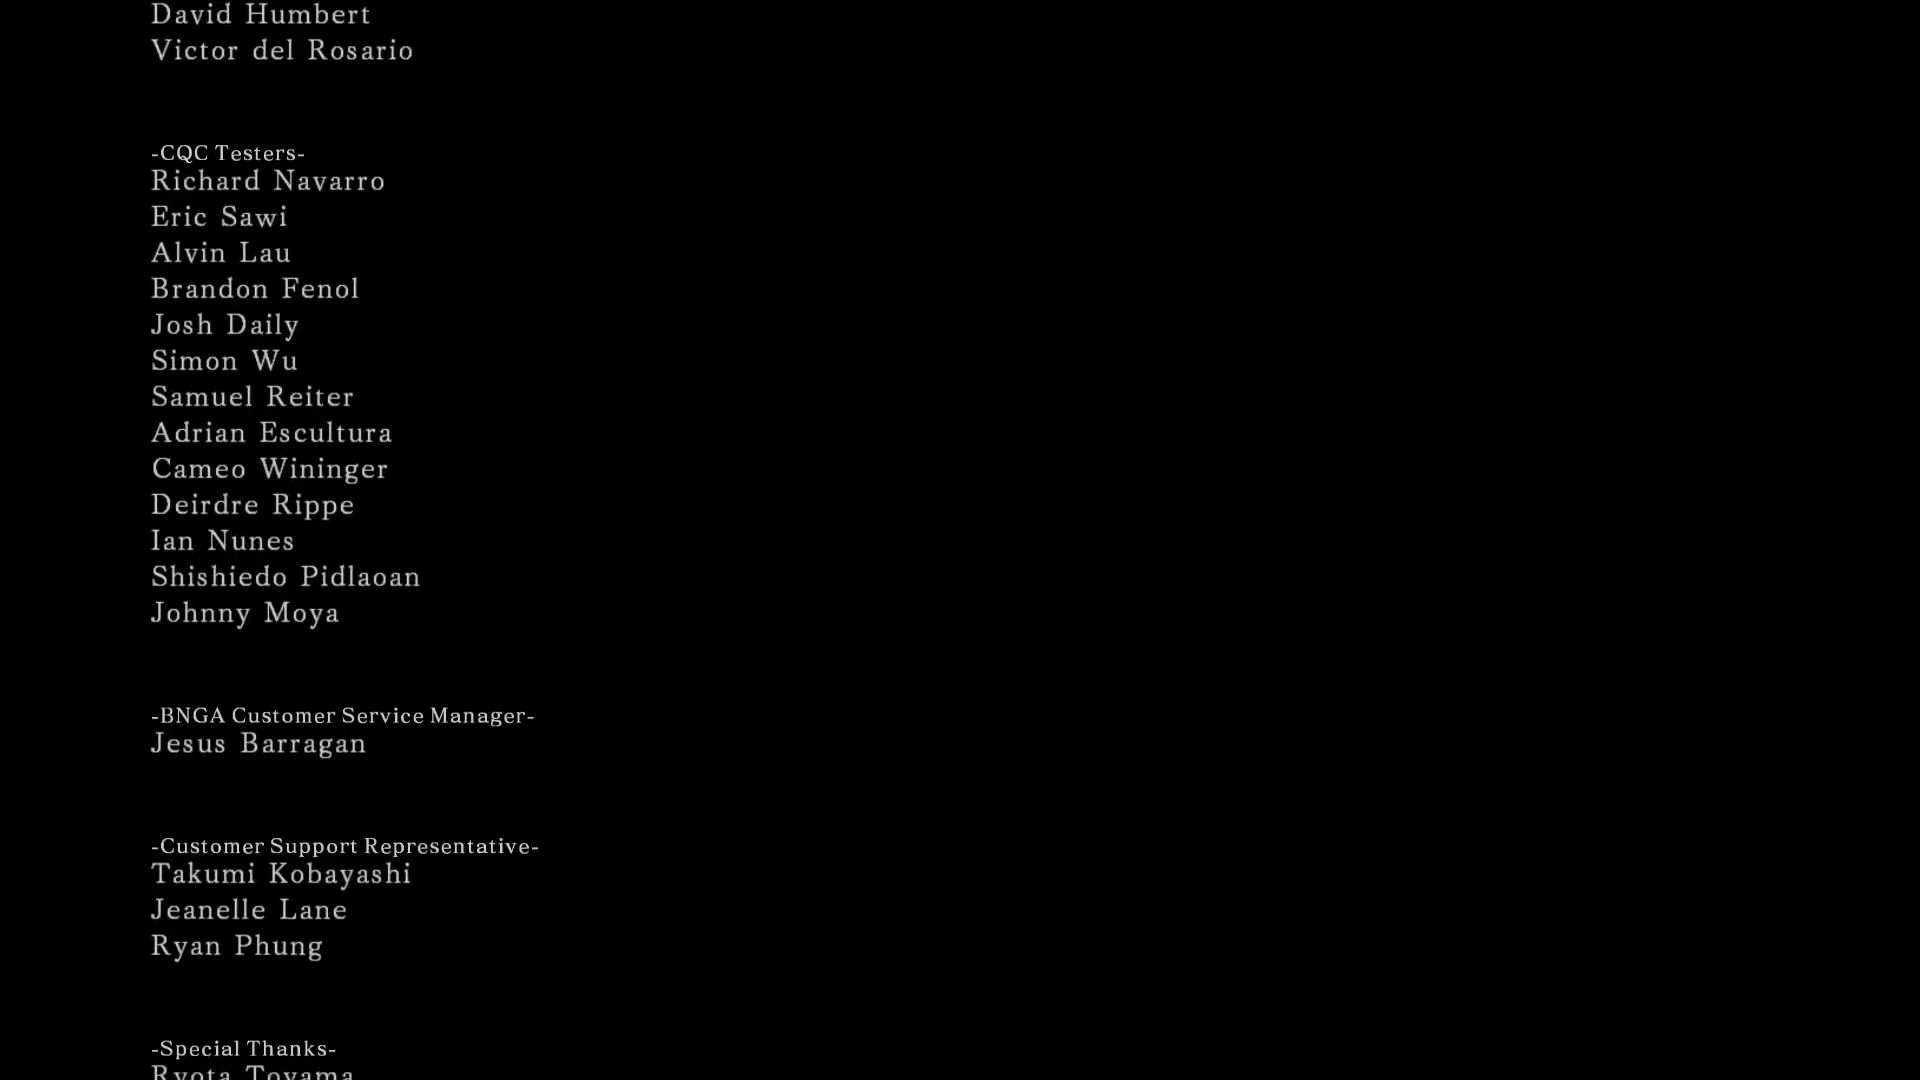 David Humbert
Victor del Rosario
-CQC Testers-
Richard Navarro
Eric Sawi
Alvin Lau
Brandon Fenol
Josh Daily
Simon Wu
Samuel Reiter
Adrian Escultura
Cameo Wininger
Deirdre Rippe
Ian Nunes
Shishiedo Pidlaoan
Johnny Moya
-BNGA Customer Service Manager-
Jesus Barragan
-Customer Support Representative-
Takumi Kobayashi
Jeanelle Lane
Ryan Phung
-Special Thanks-
Ryota Toyama